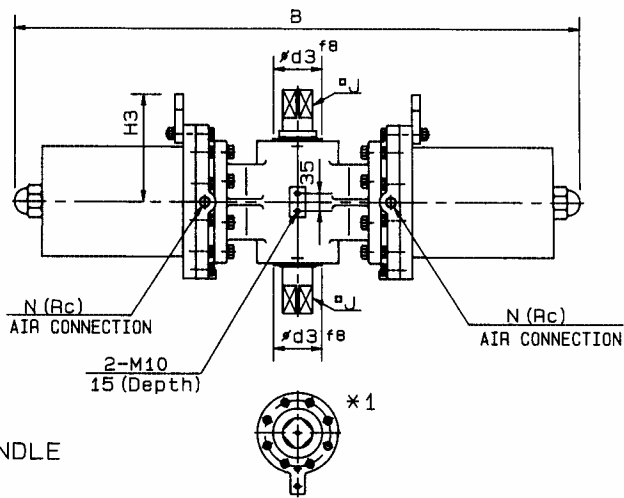 B
ød3 f8
▫J
H3
35
N (Rc)
AIR CONNECTION
N (Rc)
AIR CONNECTION
▫J
ød3 f8
2-M10
15 (Depth)
*1
NDLE